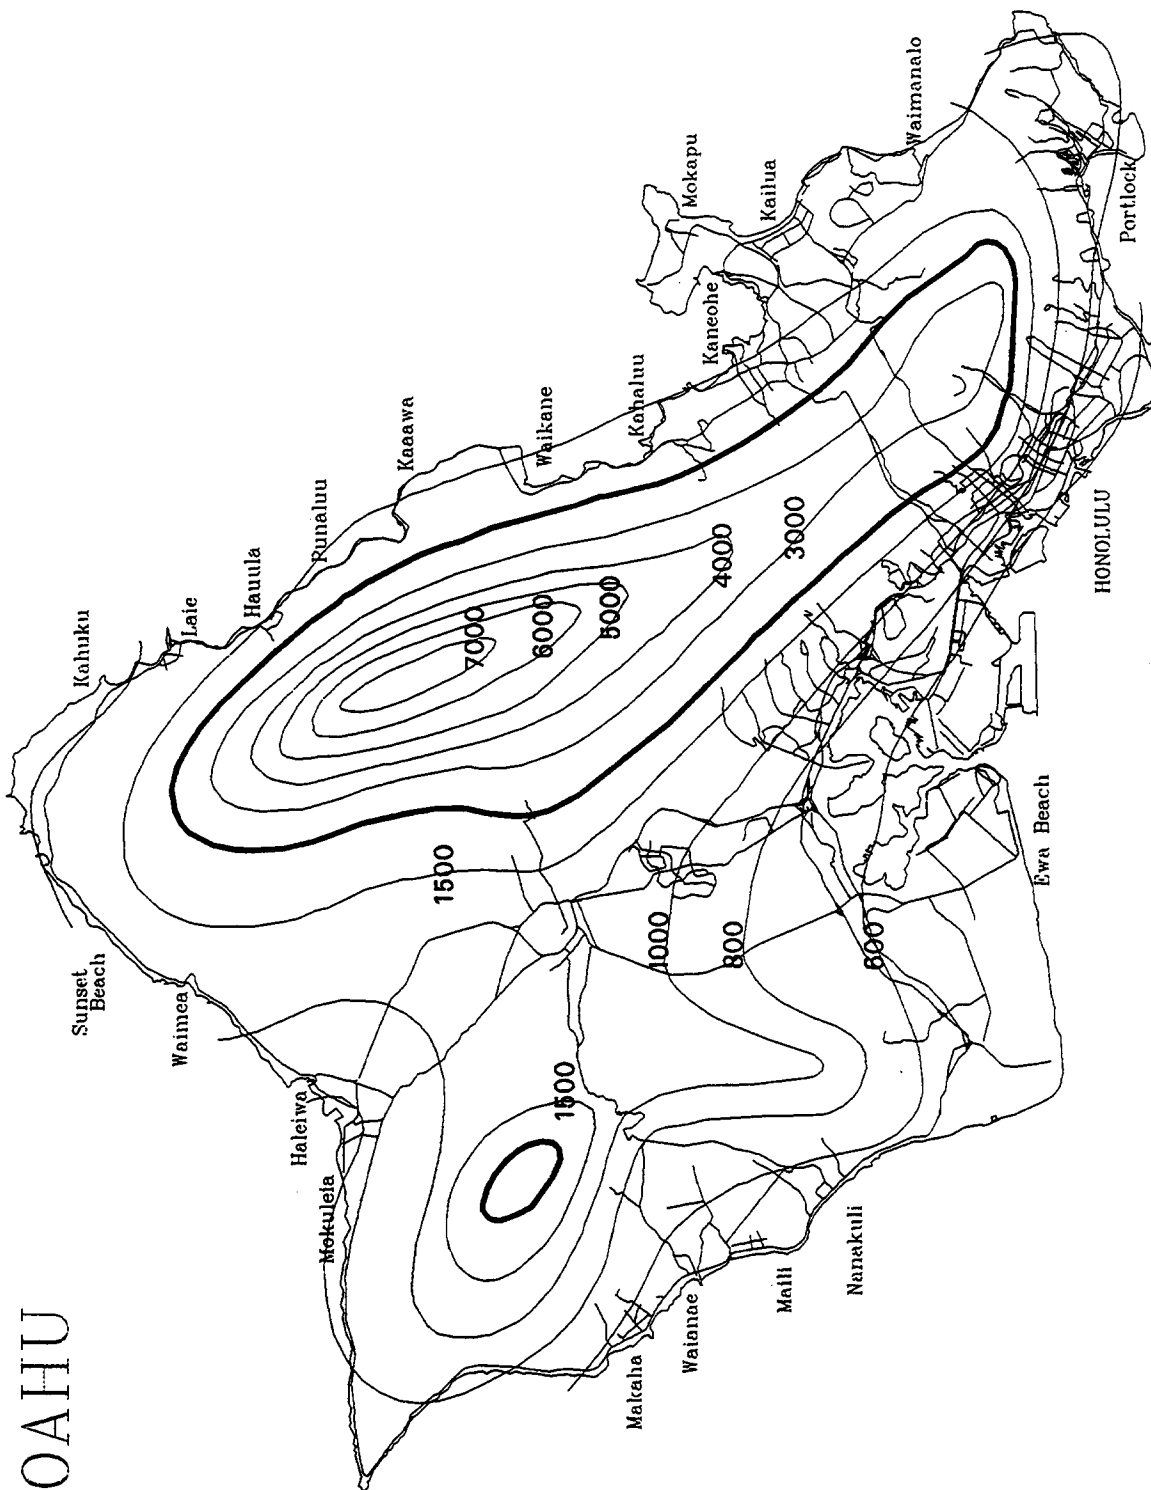 OAHU
Kahuku
Laie
Hauula
Runaluu
Kaaawa
Waikane
Kahaluu
Kaneohe
Mokapu
Kailua
Waimanalo
Portlock
HONOLULU
Ewa Beach
Nanakuli
Maili
Waianae
Makaha
Mokuleia
Haleiwa
Waimea
Sunset
Beach
7000
6000
5000
4000
3000
1500
1000
800
600
1500